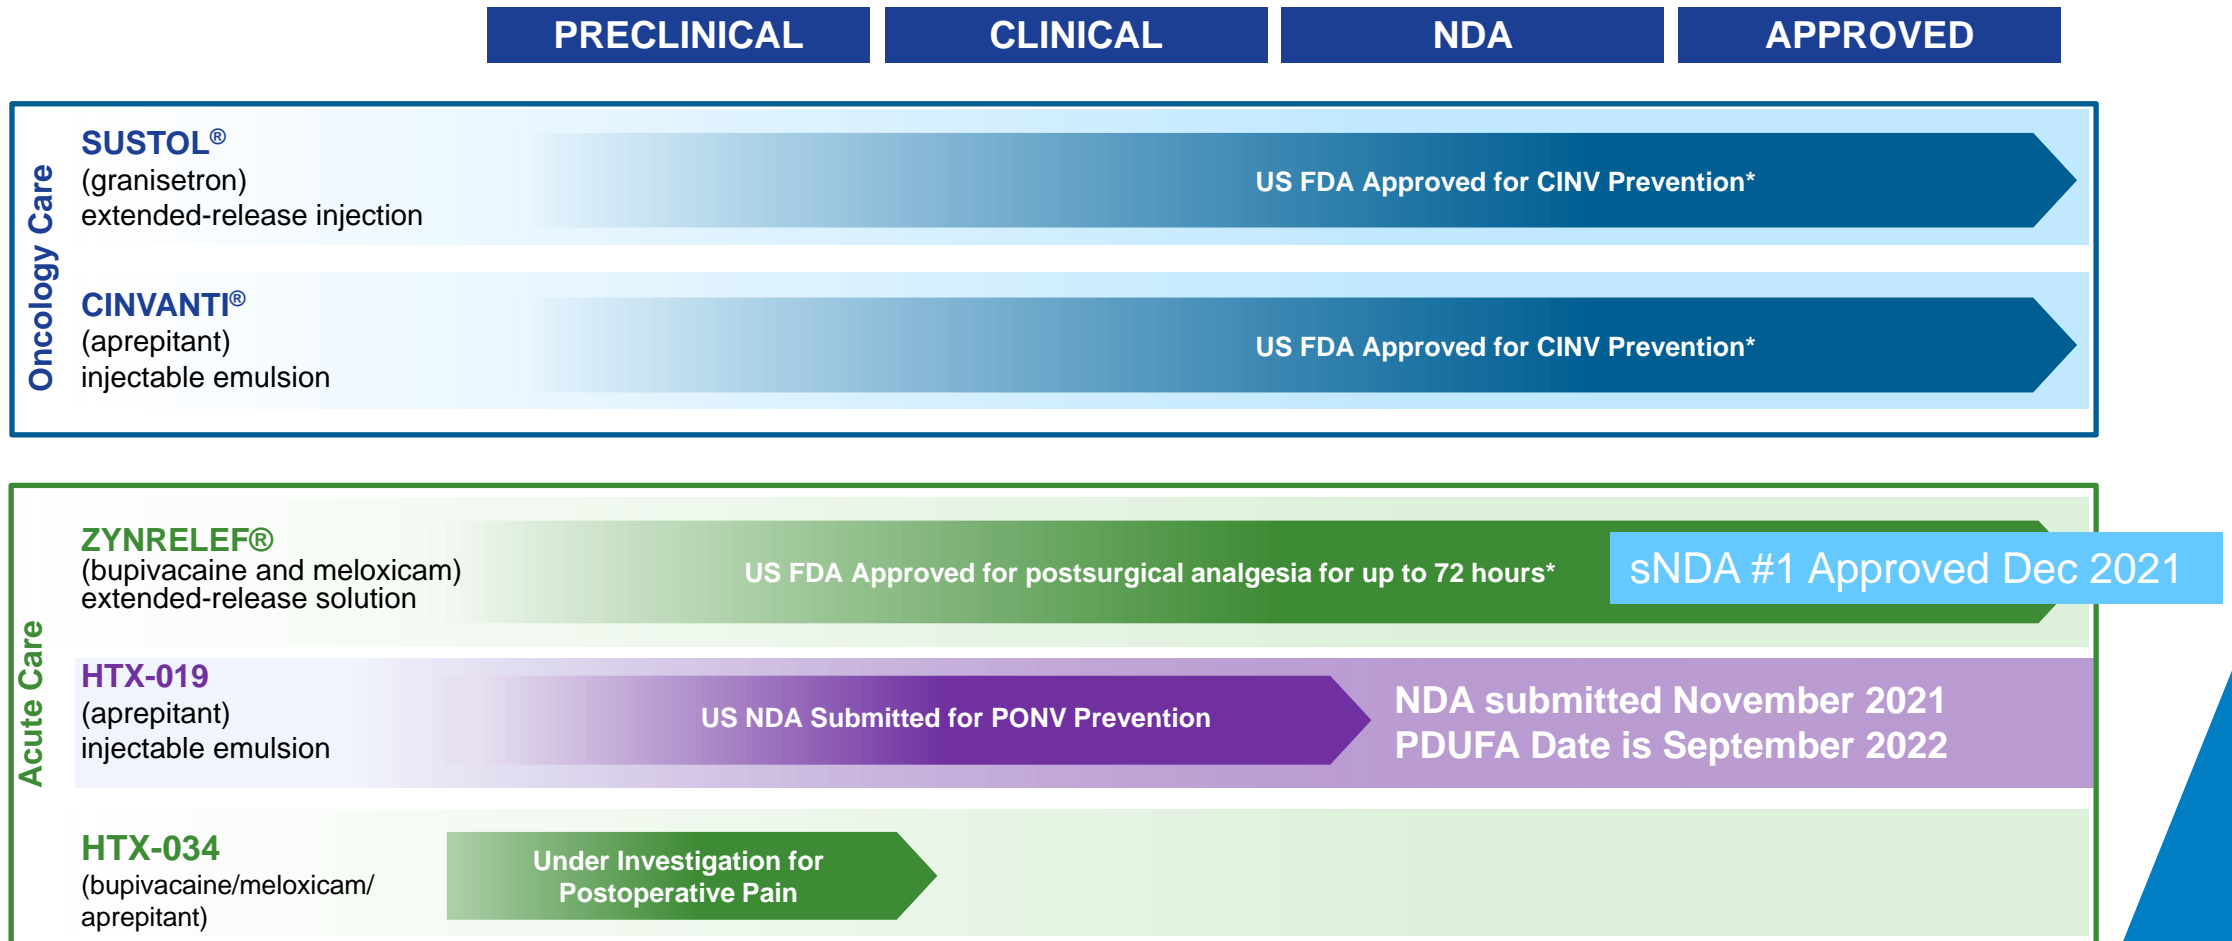 PRECLINICAL CLINICAL NDA APPROVED
Oncology Care
SUSTOL®
(granisetron)
extended-release injection
US FDA Approved for CINV Prevention*
CINVANTI®
(aprepitant)
injectable emulsion
US FDA Approved for CINV Prevention*
Acute Care
ZYNRELEF®
(bupivacaine and meloxicam)
extended-release solution
US FDA Approved for postsurgical analgesia for up to 72 hours*
sNDA #1 Approved Dec 2021
HTX-019
(aprepitant)
injectable emulsion
US NDA Submitted for PONV Prevention
NDA submitted November 2021
PDUFA Date is September 2022
HTX-034
(bupivacaine/meloxicam/
aprepitant)
Under Investigation for
Postoperative Pain